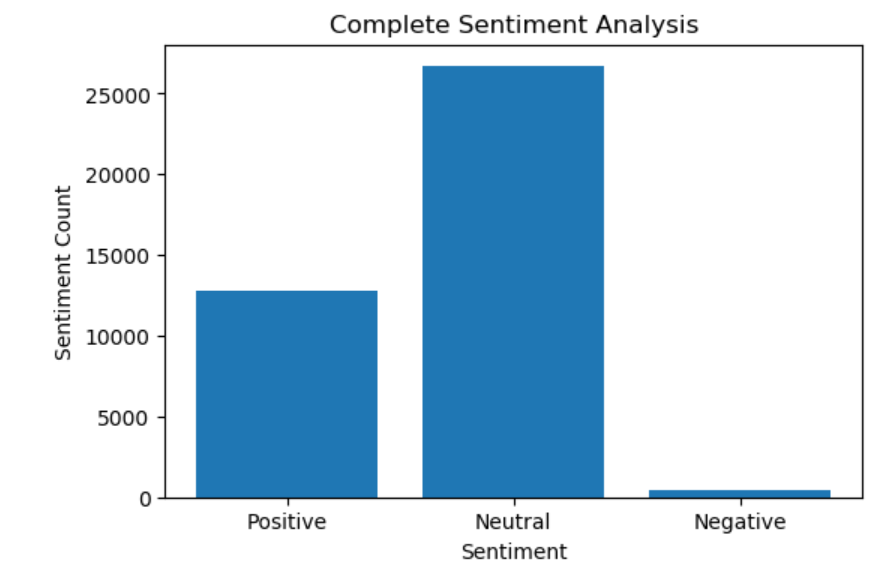 Complete Sentiment Analysis
Sentiment Count
25000
20000
15000
10000
5000
0
Positive Neutral Negative
Sentiment